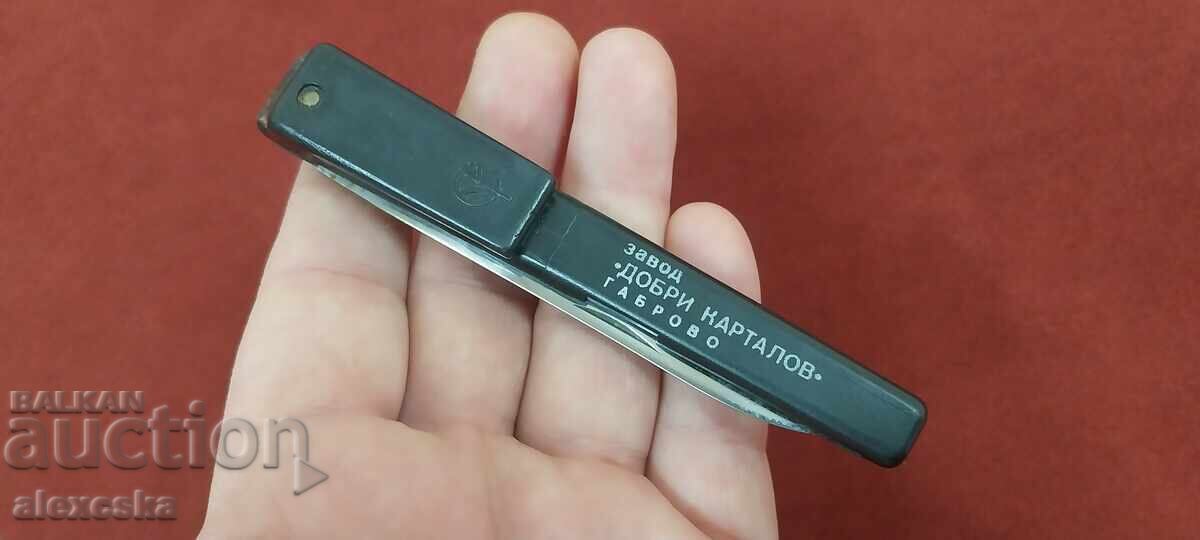 завод
•ДОБРИ КАРТАЛОВ•
ГАБРОВО
BALKAN
auction
alexcska